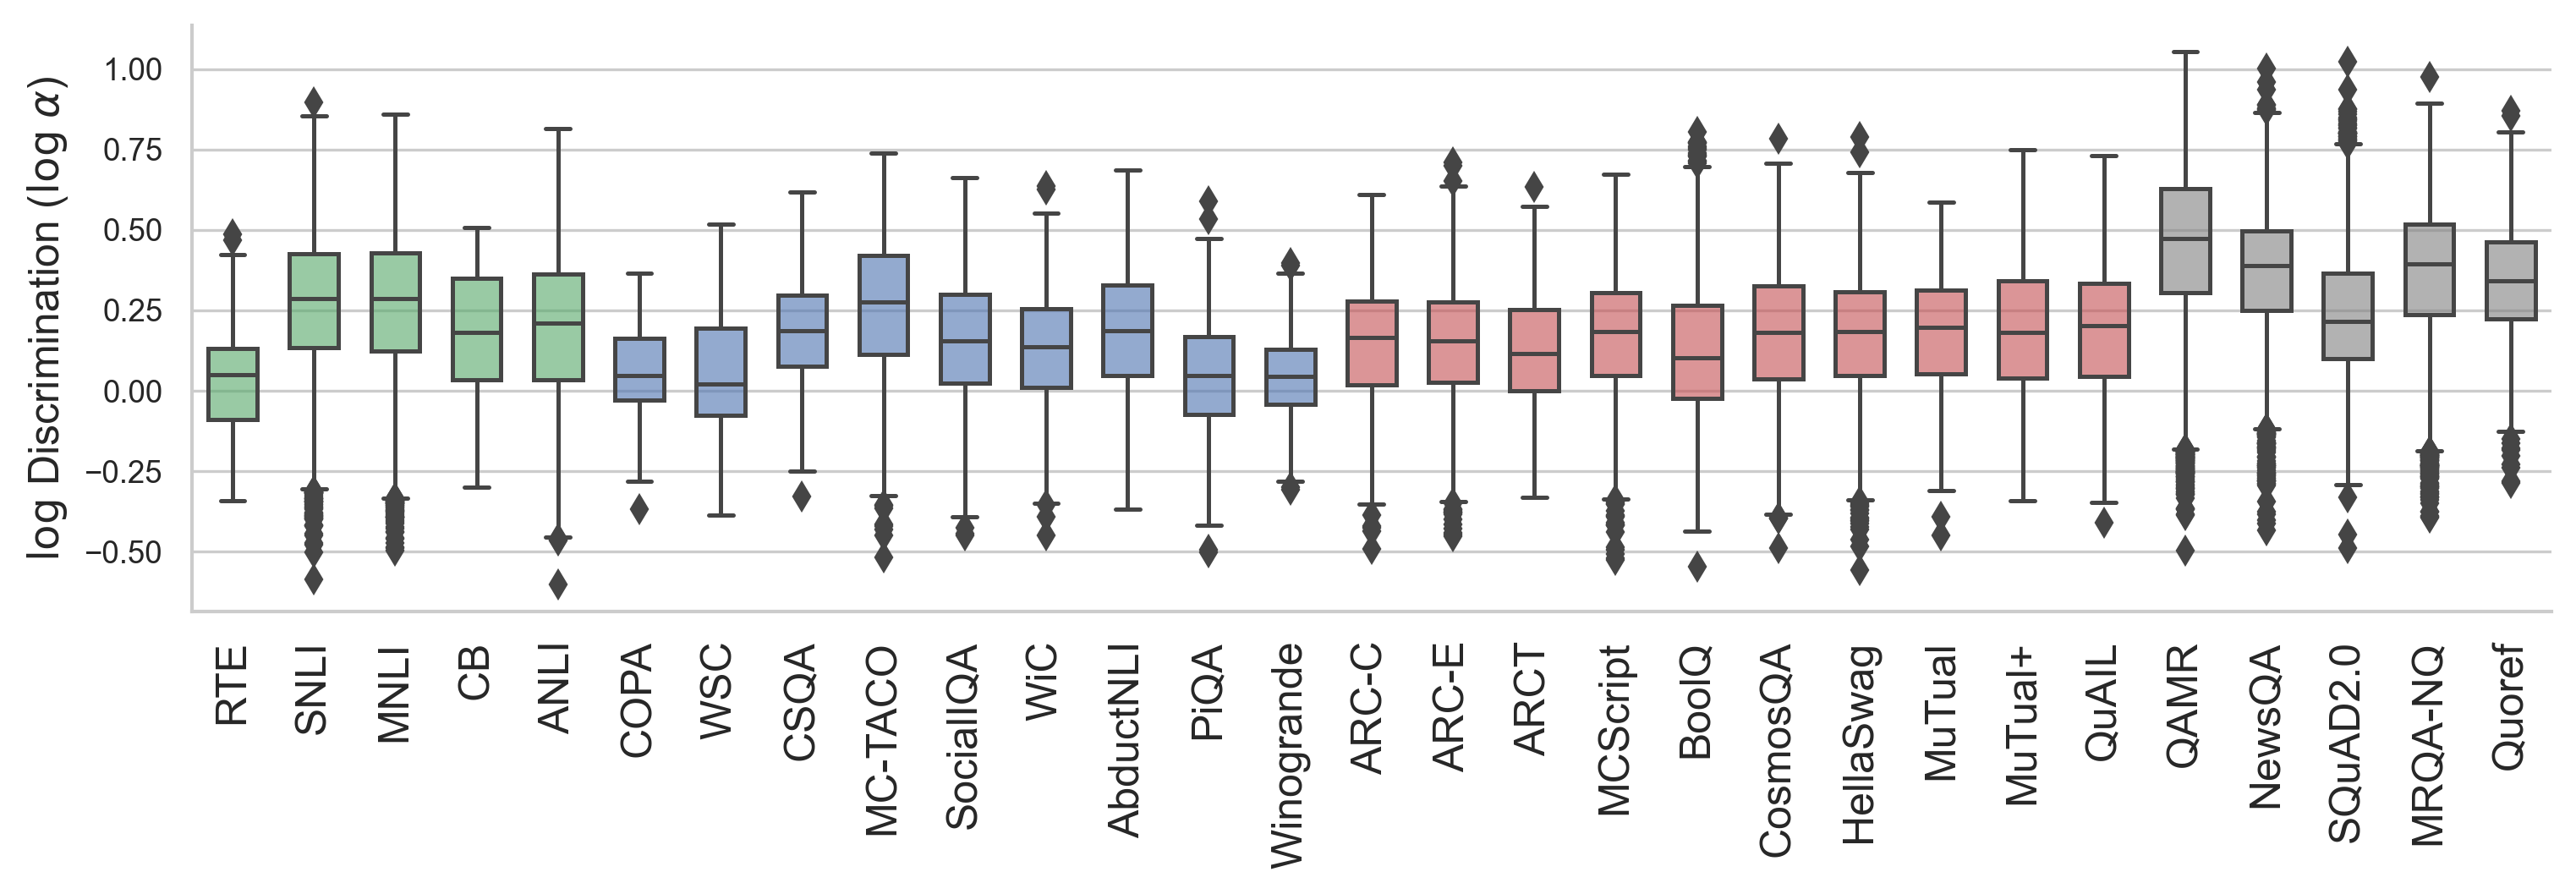 log Discrimination (log α)
1.00
0.75
0.50
0.25
0.00
−0.25
−0.50
RTE
SNLI
MNLI
CB
ANLI
COPA
WSC
CSQA
MC-TACO
SocialIQA
WiC
AbductNLI
PiQA
Winogrande
ARC-C
ARC-E
ARCT
MCScript
BoolQ
CosmosQA
HellaSwag
MuTual
MuTual+
QuAIL
QAMR
NewsQA
SQuAD2.0
MRQA-NQ
Quoref